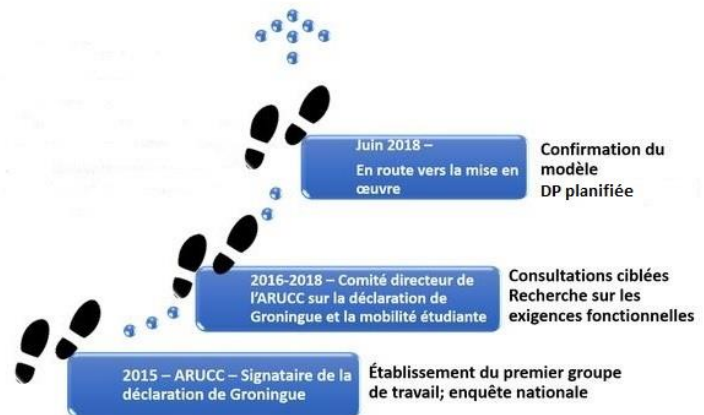 Juin 2018 –
En route vers la mise en
œuvre
Confirmation du
modèle
DP planifiée
2016-2018 – Comité directeur de
l'ARUCC sur la déclaration de
Groningue et la mobilité étudiante
Consultations ciblées
Recherche sur les
exigences fonctionnelles
2015 – ARUCC – Signataire de la
déclaration de Groningue
Établissement du premier groupe
de travail; enquête nationale